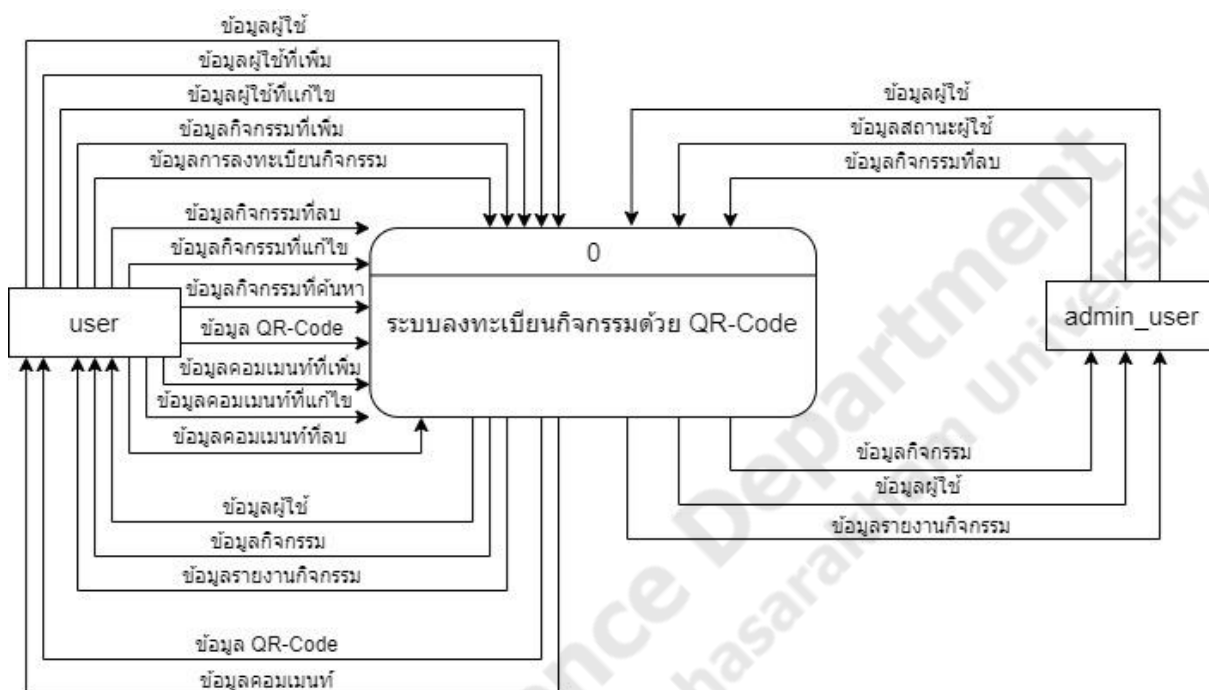 ข้อมูลผู้ใช้
ข้อมูลผู้ใช้ที่เพิ่ม
ข้อมูลผู้ใช้ที่แก้ไข
ข้อมูลกิจกรรมที่เพิ่ม
ข้อมูลการลงทะเบียนกิจกรรม
ข้อมูลกิจกรรมที่ลบ
ข้อมูลกิจกรรมที่แก้ไข
ข้อมูลกิจกรรมที่ค้นหา
ข้อมูล QR-Code
ข้อมูลคอมเมนท์ที่เพิ่ม
ข้อมูลคอมเมนท์ที่แก้ไข
ข้อมูลคอมเมนท์ที่ลบ
user
0
ระบบลงทะเบียนกิจกรรมด้วย QR-Code
ข้อมูลผู้ใช้
ข้อมูลสถานะผู้ใช้
ข้อมูลกิจกรรมที่ลบ
admin_user
ข้อมูลกิจกรรม
ข้อมูลผู้ใช้
ข้อมูลรายงานกิจกรรม
ข้อมูลผู้ใช้
ข้อมูลกิจกรรม
ข้อมูลรายงานกิจกรรม
ข้อมูล QR-Code
ข้อมูลคอมเมนท์
Department
University